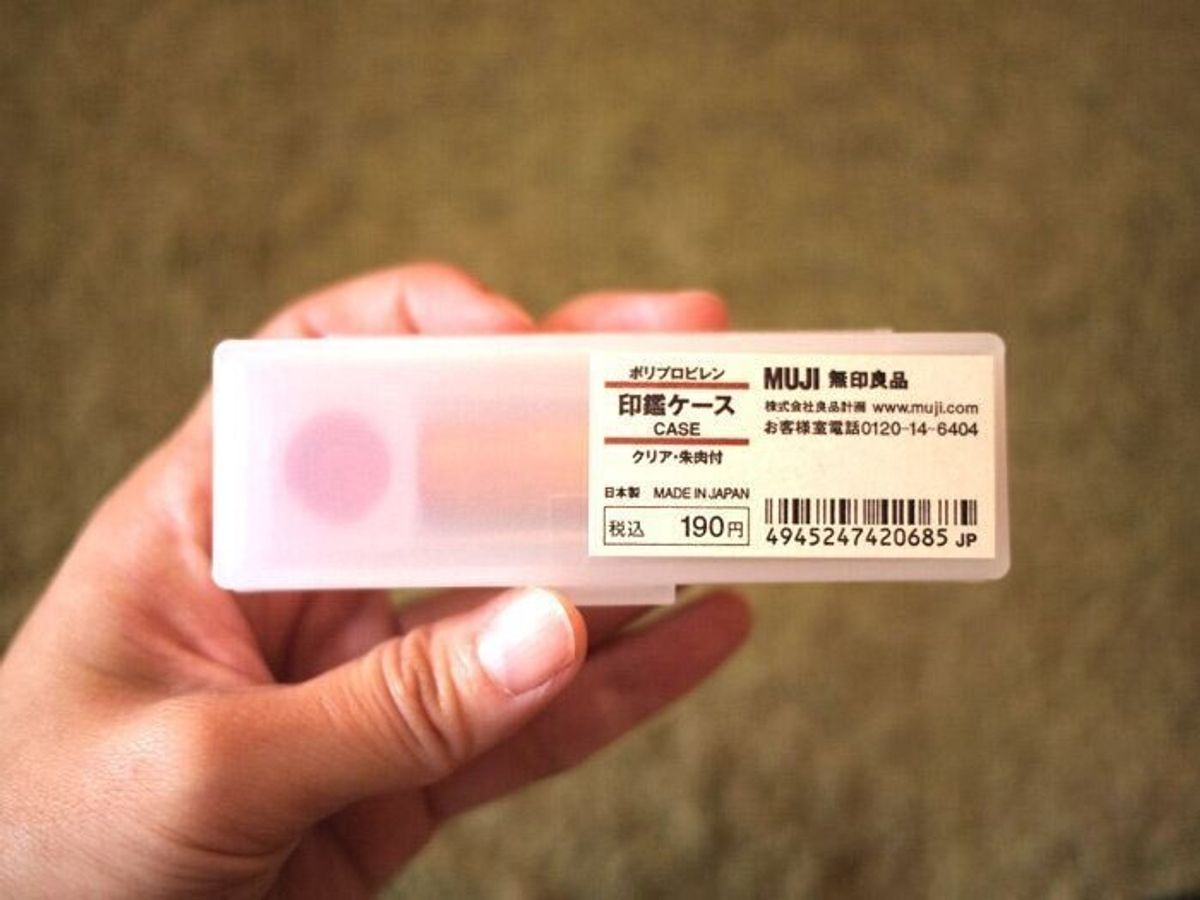 ポリプロピレン
印鑑ケース
CASE
クリア・朱肉付
日本製 MADE IN JAPAN
税込 190円
MUJI 無印良品
株式会社良品計画 www.muji.com
お客様室電話0120-14-6404
4945247420685 JP